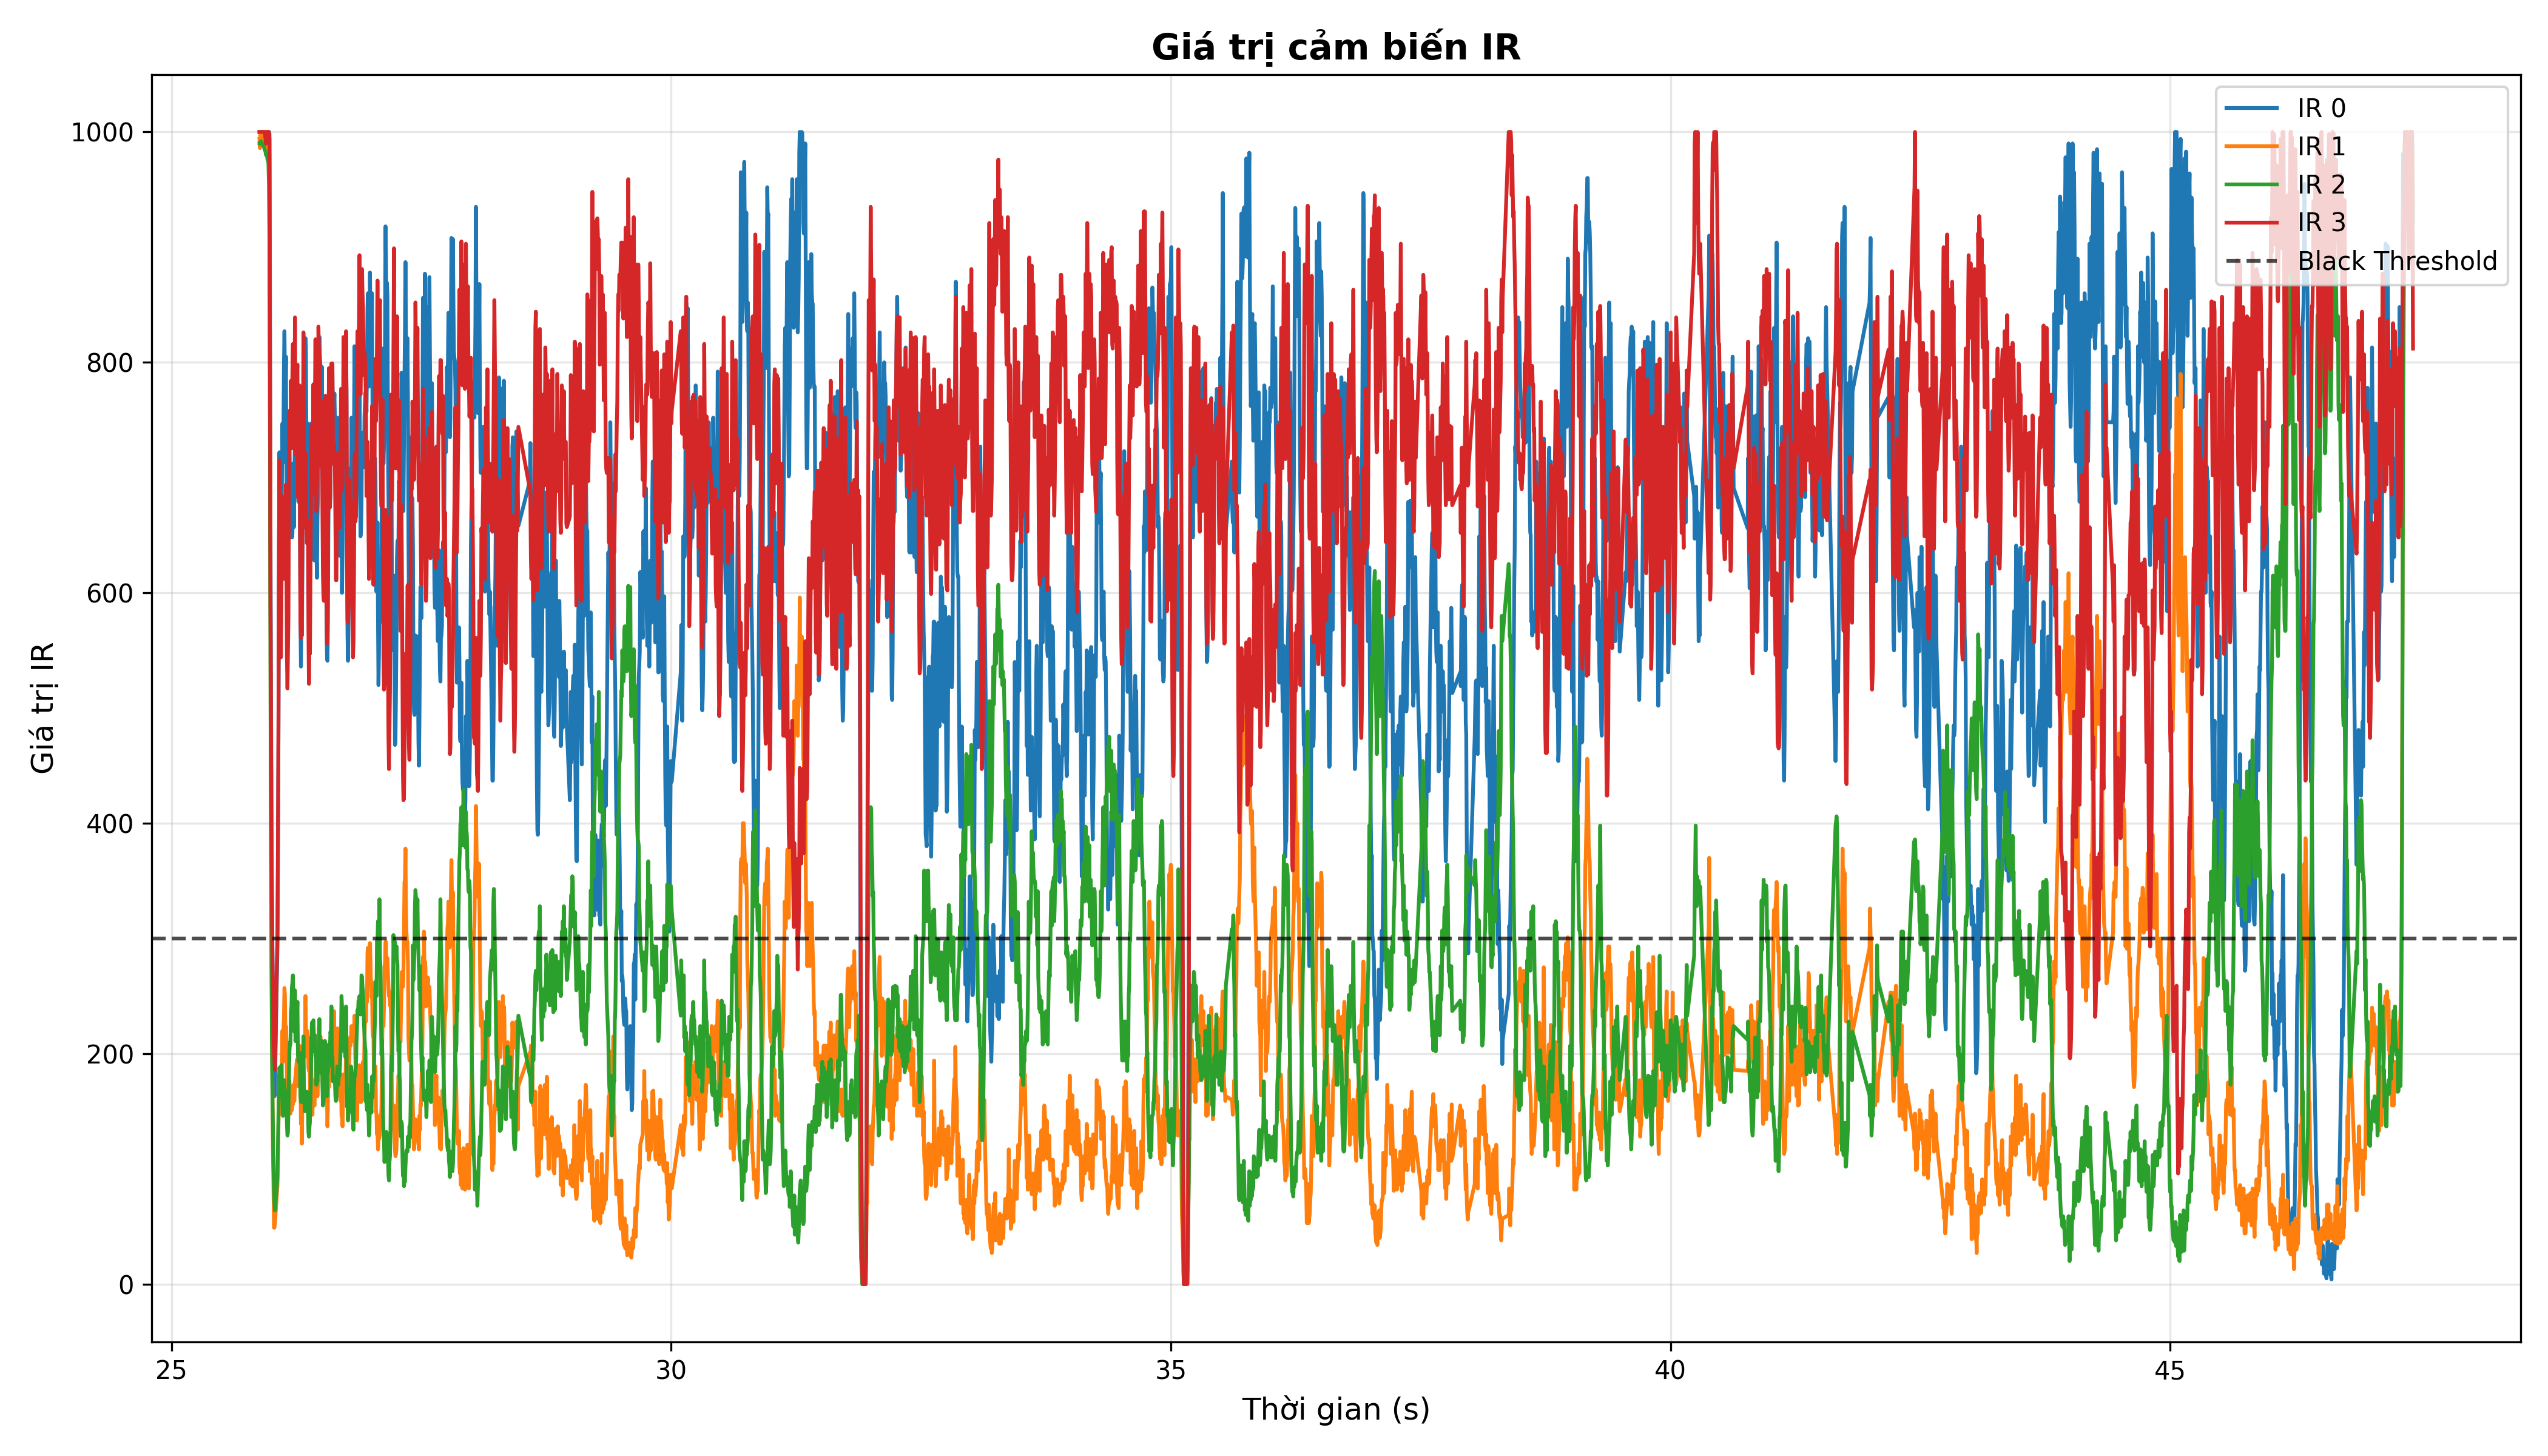 Giá trị cảm biến IR
IR 0
IR 1
IR 2
IR 3
Black Threshold
Giá trị IR
1000
800
600
400
200
0
25
30
35
40
45
Thời gian (s)